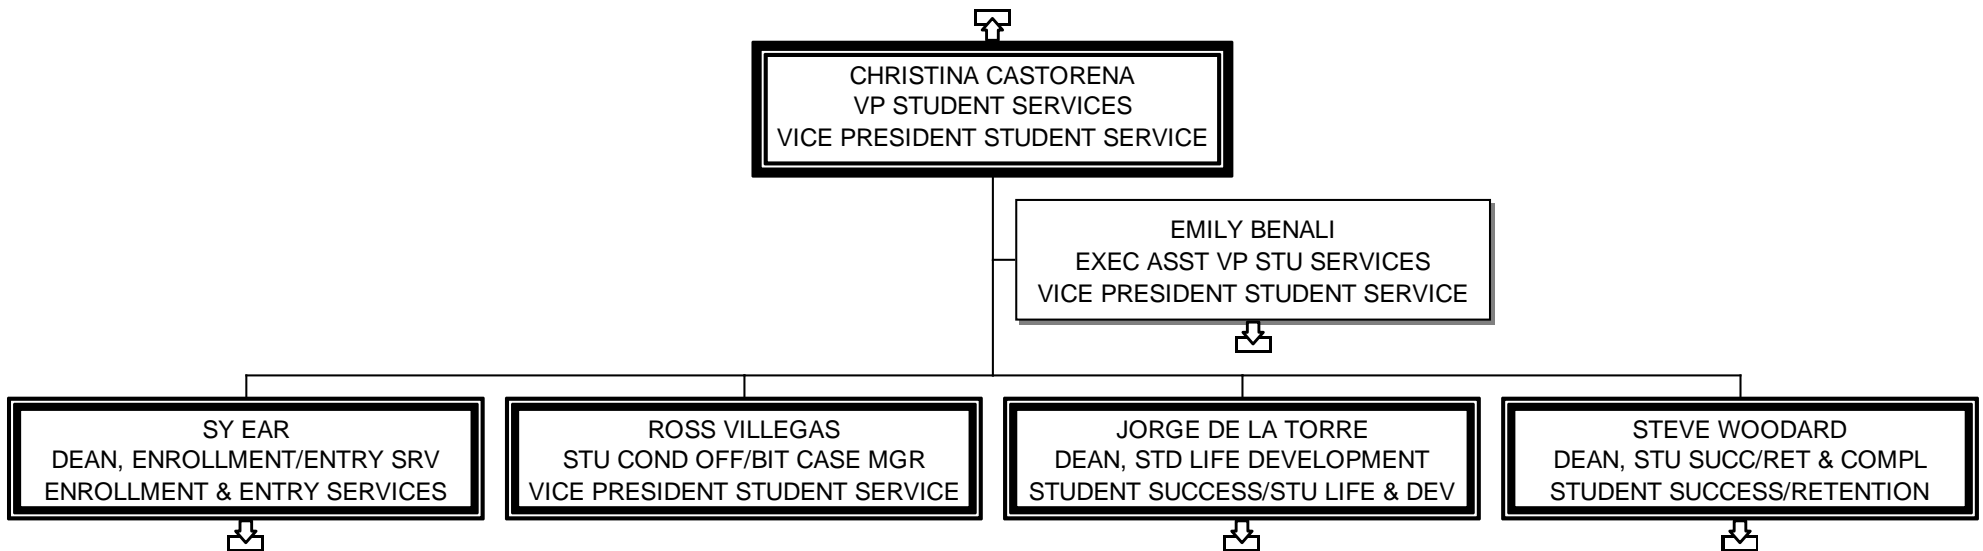 CHRISTINA CASTORENA
VP STUDENT SERVICES
VICE PRESIDENT STUDENT SERVICE
EMILY BENALI
EXEC ASST VP STU SERVICES
VICE PRESIDENT STUDENT SERVICE
SY EAR
DEAN, ENROLLMENT/ENTRY SRV
ENROLLMENT & ENTRY SERVICES
ROSS VILLEGAS
STU COND OFF/BIT CASE MGR
VICE PRESIDENT STUDENT SERVICE
JORGE DE LA TORRE
DEAN, STD LIFE DEVELOPMENT
STUDENT SUCCESS/STU LIFE & DEV
STEVE WOODARD
DEAN, STU SUCC/RET & COMPL
STUDENT SUCCESS/RETENTION